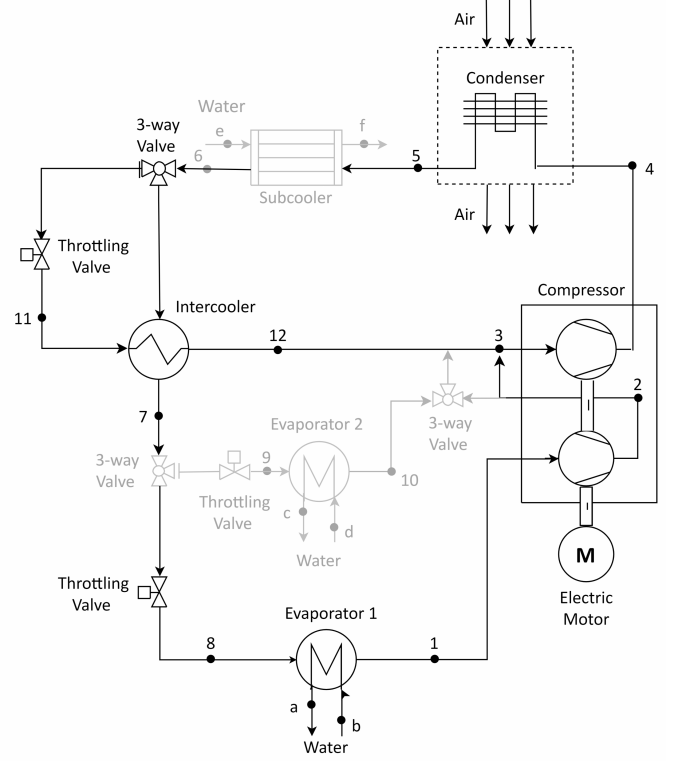 Air
Condenser
Water
e
f
3-way
Valve
6
5
4
Subcooler
Air
Throttling
Valve
Compressor
Intercooler
11
12
3
2
7
Evaporator 2
3-way
Valve
3-way
Valve
9
10
Throttling
Valve
c
d
Water
M
Electric
Motor
Throttling
Valve
Evaporator 1
8
1
a
b
Water